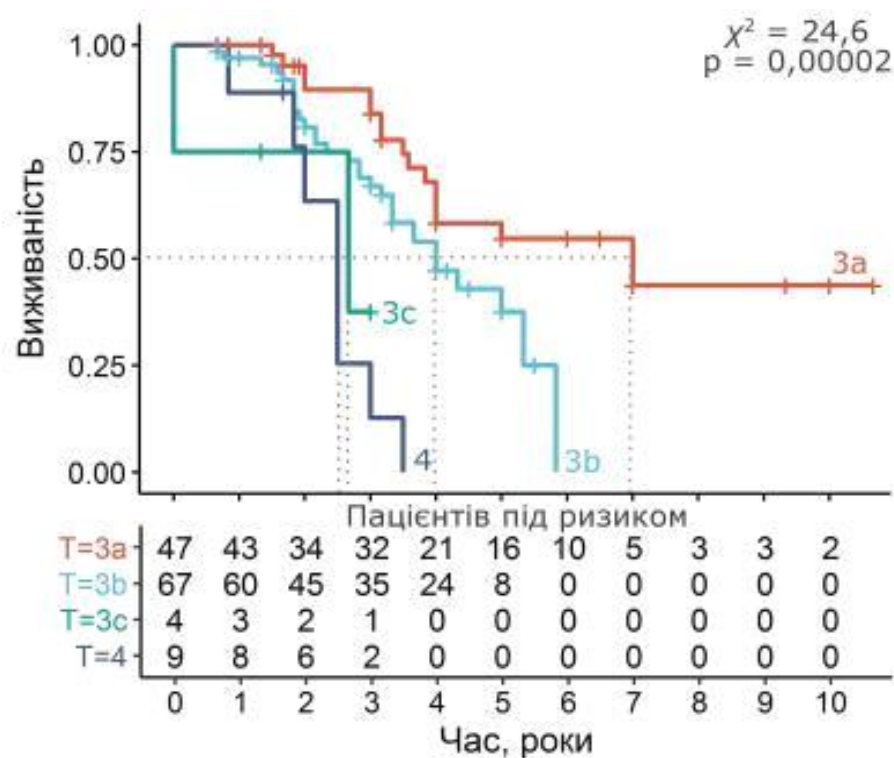 χ² = 24,6
p = 0,00002
Виживаність
1.00
0.75
0.50
0.25
0.00
3a
3c
4
3b
Пацієнтів під ризиком
T=3a 47 43 34 32 21 16 10 5 3 3 2
T=3b 67 60 45 35 24 8 0 0 0 0 0
T=3c 4 3 2 1 0 0 0 0 0 0 0
T=4 9 8 6 2 0 0 0 0 0 0 0
0 1 2 3 4 5 6 7 8 9 10
Час, роки